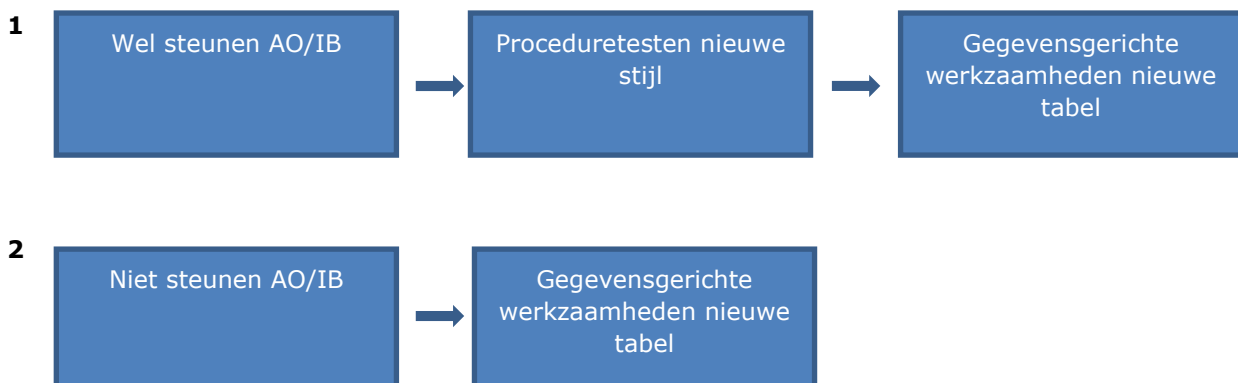 1
Wel steunen AO/IB
Proceduretesten nieuwe
stijl
Gegevensgerichte
werkzaamheden nieuwe
tabel
2
Niet steunen AO/IB
Gegevensgerichte
werkzaamheden nieuwe
tabel